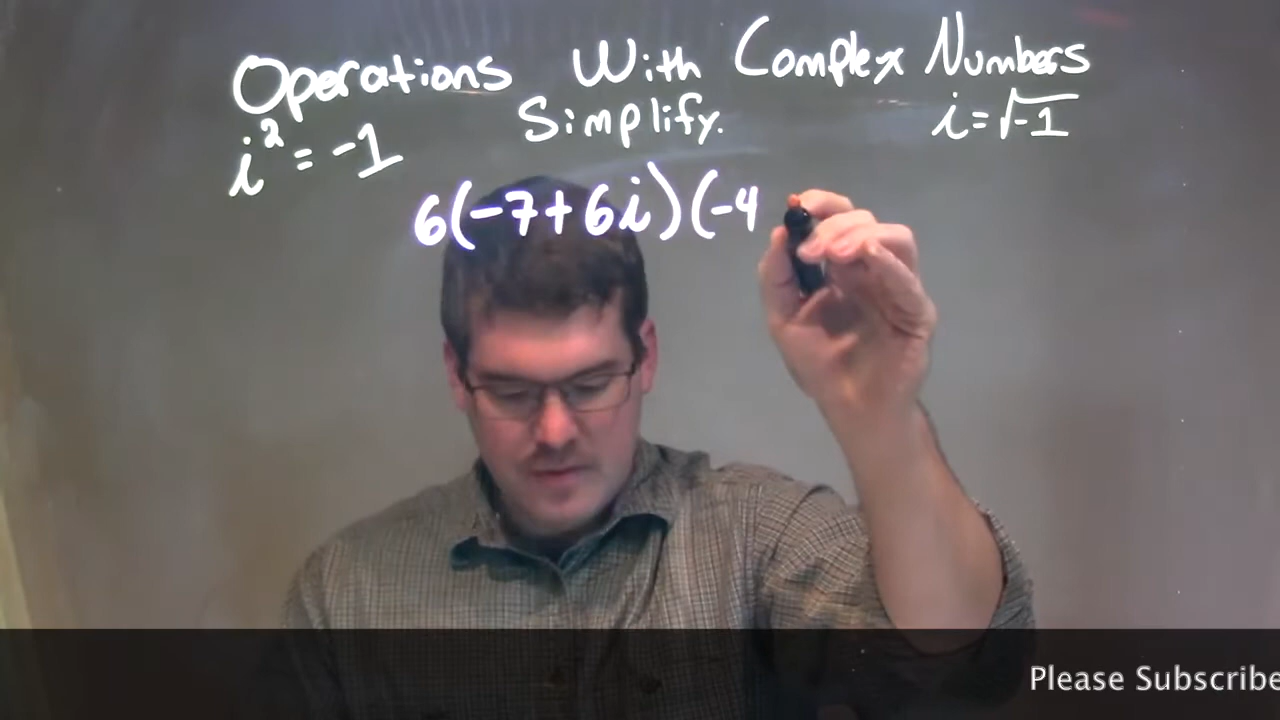 Operations With Complex Numbers
Simplify.
i² = -1
i = √-1
6(-7+6i)(-4
Please Subscribe